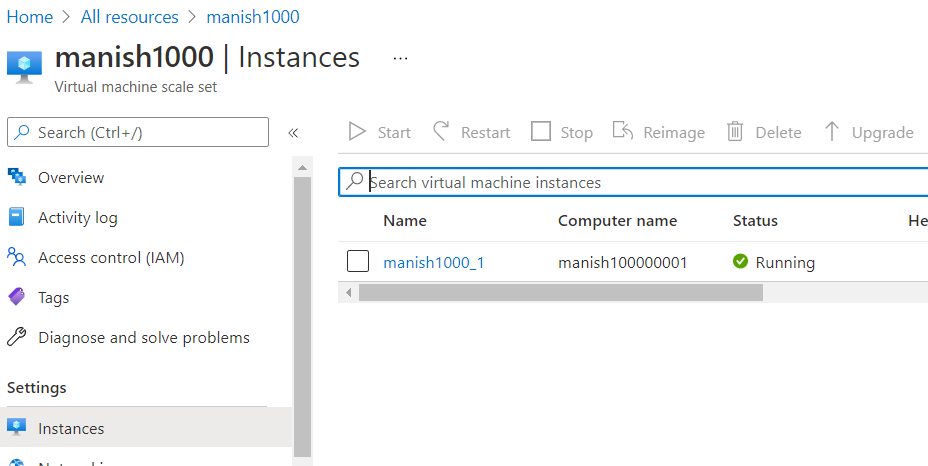 Home > All resources > manish1000
manish1000 | Instances ...
Virtual machine scale set
Search (Ctrl+/) «
Start Restart Stop Reimage Delete Upgrade
Search virtual machine instances
Overview
Activity log
Access control (IAM)
Tags
Diagnose and solve problems
Settings
Instances
Name Computer name Status He
manish1000_1 manish100000001 Running